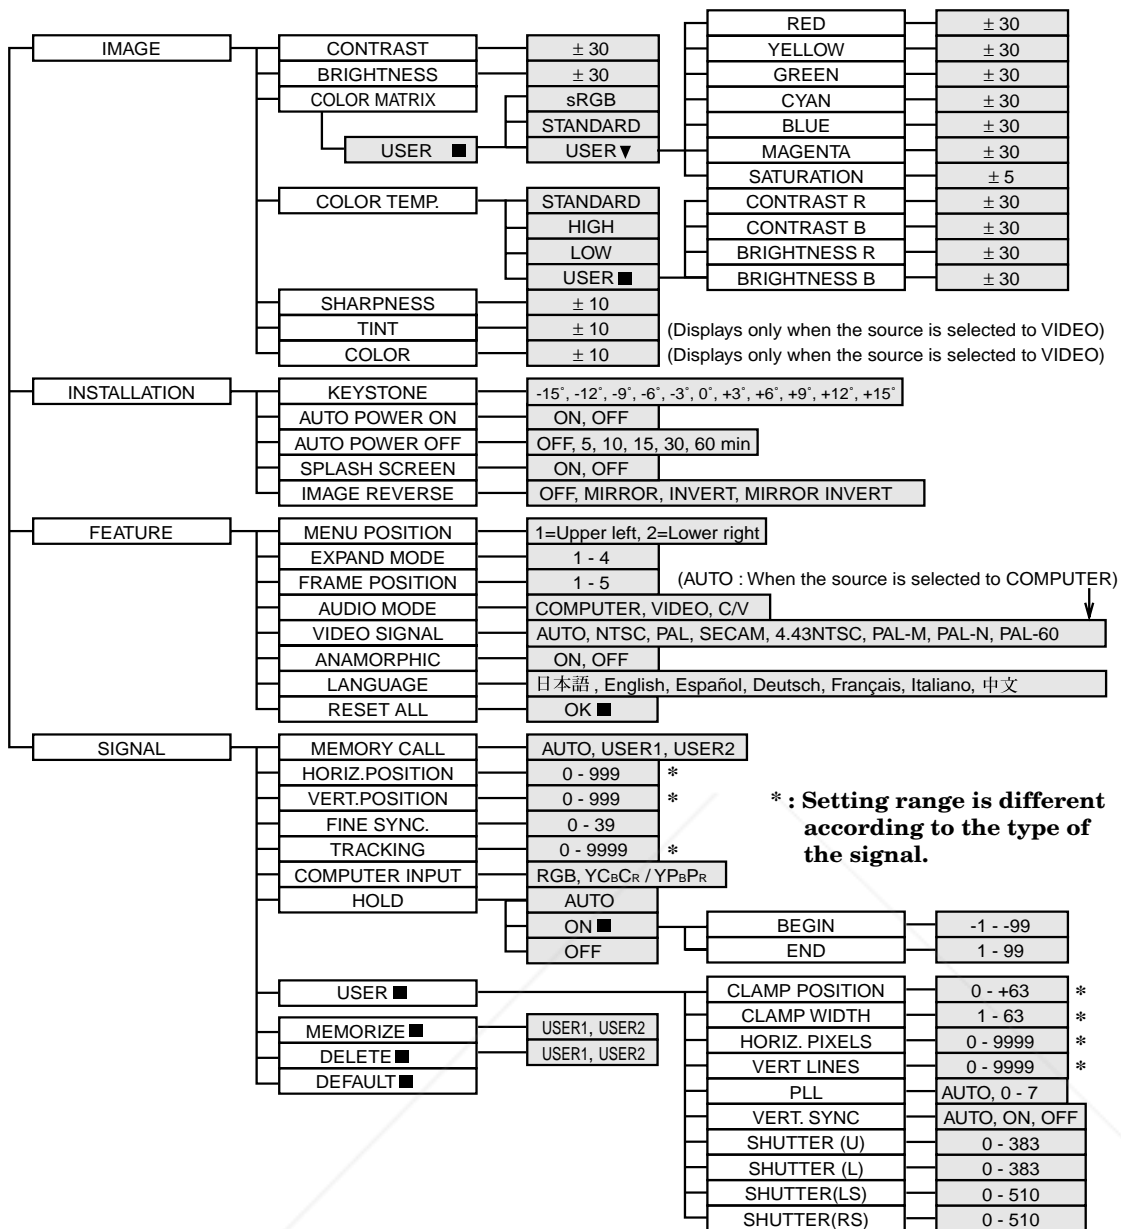 RED ± 30
IMAGE CONTRAST ± 30 YELLOW ± 30
BRIGHTNESS ± 30 GREEN ± 30
COLOR MATRIX sRGB CYAN ± 30
STANDARD BLUE ± 30
USER ■ USER▼ MAGENTA ± 30
SATURATION ± 5
COLOR TEMP. STANDARD CONTRAST R ± 30
HIGH CONTRAST B ± 30
LOW BRIGHTNESS R ± 30
USER■ BRIGHTNESS B ± 30
SHARPNESS ± 10
TINT ± 10 (Displays only when the source is selected to VIDEO)
COLOR ± 10 (Displays only when the source is selected to VIDEO)
INSTALLATION KEYSTONE -15°, -12°, -9°, -6°, -3°, 0°, +3°, +6°, +9°, +12°, +15°
AUTO POWER ON ON, OFF
AUTO POWER OFF OFF, 5, 10, 15, 30, 60 min
SPLASH SCREEN ON, OFF
IMAGE REVERSE OFF, MIRROR, INVERT, MIRROR INVERT
FEATURE MENU POSITION 1=Upper left, 2=Lower right
EXPAND MODE 1 - 4
FRAME POSITION 1 - 5 (AUTO : When the source is selected to COMPUTER)
AUDIO MODE COMPUTER, VIDEO, C/V
VIDEO SIGNAL AUTO, NTSC, PAL, SECAM, 4.43NTSC, PAL-M, PAL-N, PAL-60
ANAMORPHIC ON, OFF
LANGUAGE 日本語 , English, Español, Deutsch, Français, Italiano, 中文
RESET ALL OK ■
SIGNAL MEMORY CALL AUTO, USER1, USER2
HORIZ.POSITION 0 - 999 *
VERT.POSITION 0 - 999 *
FINE SYNC. 0 - 39
TRACKING 0 - 9999 *
COMPUTER INPUT RGB, YCBCR / YPBPR
HOLD AUTO
* : Setting range is different
according to the type of
the signal.
ON ■ BEGIN -1 - -99
OFF END 1 - 99
USER ■ CLAMP POSITION 0 - +63 *
CLAMP WIDTH 1 - 63 *
MEMORIZE■ USER1, USER2 HORIZ. PIXELS 0 - 9999 *
DELETE■ USER1, USER2 VERT LINES 0 - 9999 *
DEFAULT■ PLL AUTO, 0 - 7
VERT. SYNC AUTO, ON, OFF
SHUTTER (U) 0 - 383
SHUTTER (L) 0 - 383
SHUTTER(LS) 0 - 510
SHUTTER(RS) 0 - 510